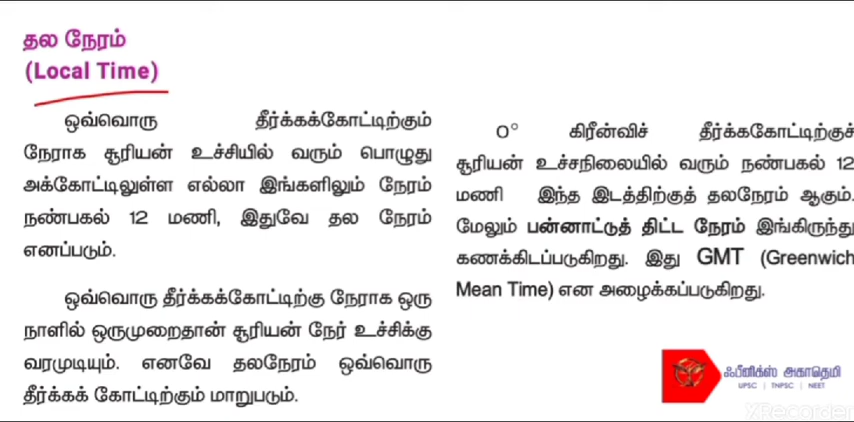 தல நேரம்
(Local Time)
ஒவ்வொரு தீர்க்கக்கோட்டிற்கும்
நேராக சூரியன் உச்சியில் வரும் பொழுது
அக்கோட்டிலுள்ள எல்லா இங்களிலும் நேரம்
நண்பகல் 12 மணி, இதுவே தல நேரம்
எனப்படும்.
ஒவ்வொரு தீர்க்கக்கோட்டிற்கு நேராக ஒரு
நாளில் ஒருமுறைதான் சூரியன் நேர் உச்சிக்கு
வரமுடியும். எனவே தலநேரம் ஒவ்வொரு
தீர்க்கக் கோட்டிற்கும் மாறுபடும்.
0° கிரீன்விச் தீர்க்ககோட்டிற்குச்
சூரியன் உச்சநிலையில் வரும் நண்பகல் 12
மணி இந்த இடத்திற்குத் தலநேரம் ஆகும்.
மேலும் பன்னாட்டுத் திட்ட நேரம் இங்கிருந்து
கணக்கிடப்படுகிறது. இது GMT (Greenwich
Mean Time) என அழைக்கப்படுகிறது.
ஃபீனிக்ஸ் அகாதெமி
UPSC | TNPSC | NEET
XRecorder